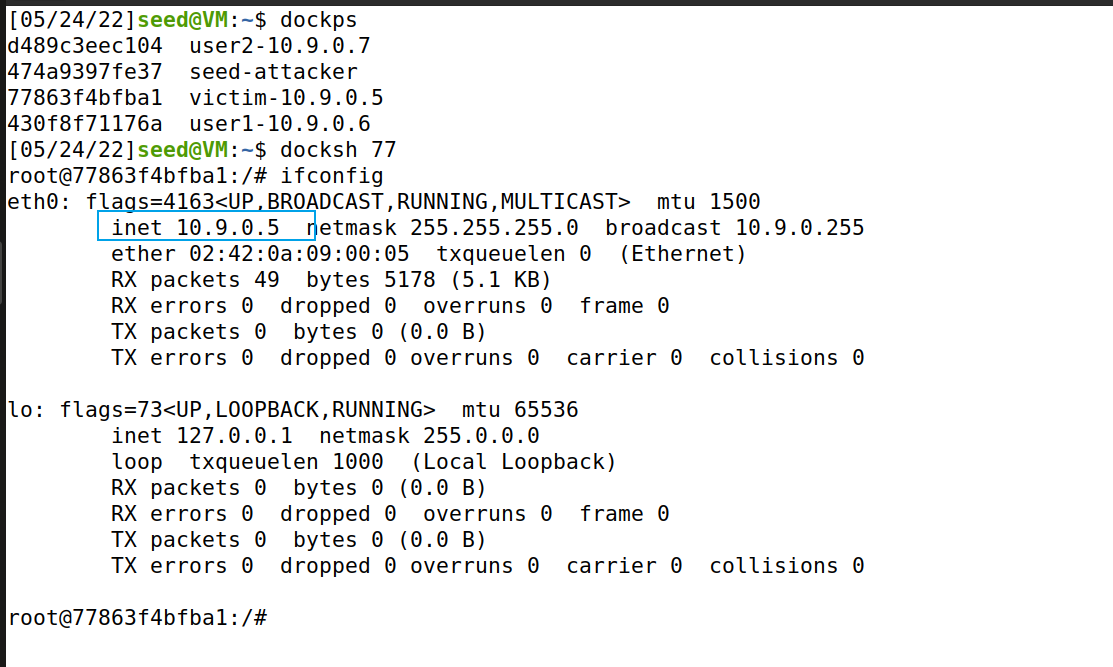 [05/24/22]seed@VM:~$ dockps
d489c3eec104  user2-10.9.0.7
474a9397fe37  seed-attacker
77863f4bfba1  victim-10.9.0.5
430f8f71176a  user1-10.9.0.6
[05/24/22]seed@VM:~$ docksh 77
root@77863f4bfba1:/# ifconfig
eth0: flags=4163<UP,BROADCAST,RUNNING,MULTICAST>  mtu 1500
        inet 10.9.0.5  netmask 255.255.255.0  broadcast 10.9.0.255
        ether 02:42:0a:09:00:05  txqueuelen 0  (Ethernet)
        RX packets 49  bytes 5178 (5.1 KB)
        RX errors 0  dropped 0  overruns 0  frame 0
        TX packets 0  bytes 0 (0.0 B)
        TX errors 0  dropped 0 overruns 0  carrier 0  collisions 0

lo: flags=73<UP,LOOPBACK,RUNNING>  mtu 65536
        inet 127.0.0.1  netmask 255.0.0.0
        loop  txqueuelen 1000  (Local Loopback)
        RX packets 0  bytes 0 (0.0 B)
        RX errors 0  dropped 0  overruns 0  frame 0
        TX packets 0  bytes 0 (0.0 B)
        TX errors 0  dropped 0 overruns 0  carrier 0  collisions 0

root@77863f4bfba1:/#